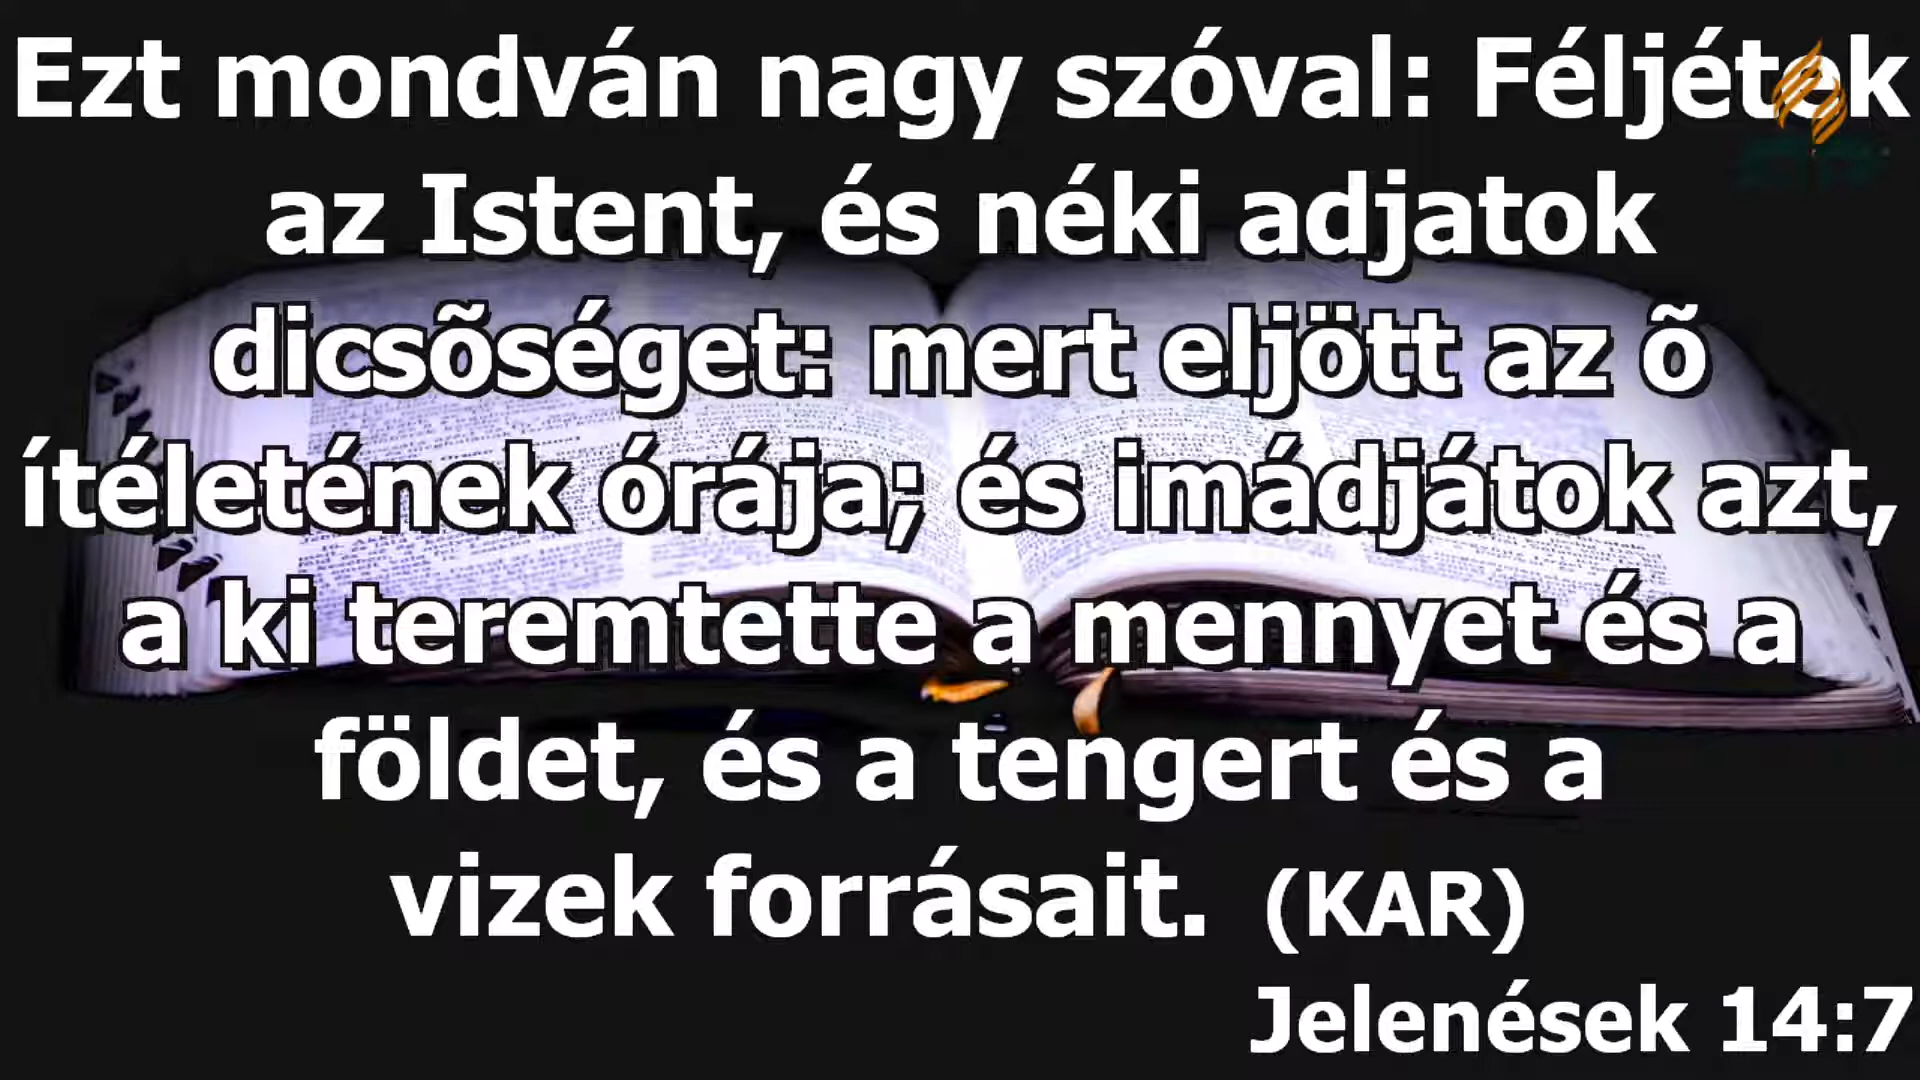 Ezt mondván nagy szóval: Féljétek
az Istent, és néki adjatok
dicsõséget: mert eljött az õ
ítéletének órája; és imádjátok azt,
a ki teremtette a mennyet és a
földet, és a tengert és a
vizek forrásait. (KAR)
Jelenések 14:7